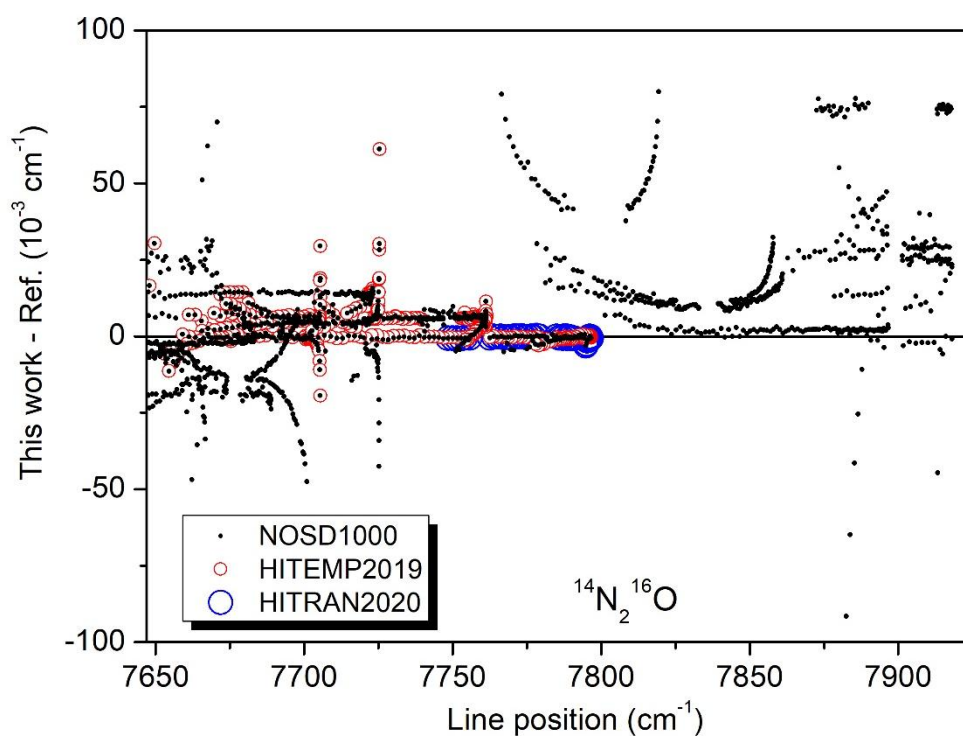 This work - Ref. (10⁻³ cm⁻¹)
100
50
0
-50
-100
NOSD1000
HITEMP2019
HITRAN2020
¹⁴N₂¹⁶O
7650 7700 7750 7800 7850 7900
Line position (cm⁻¹)